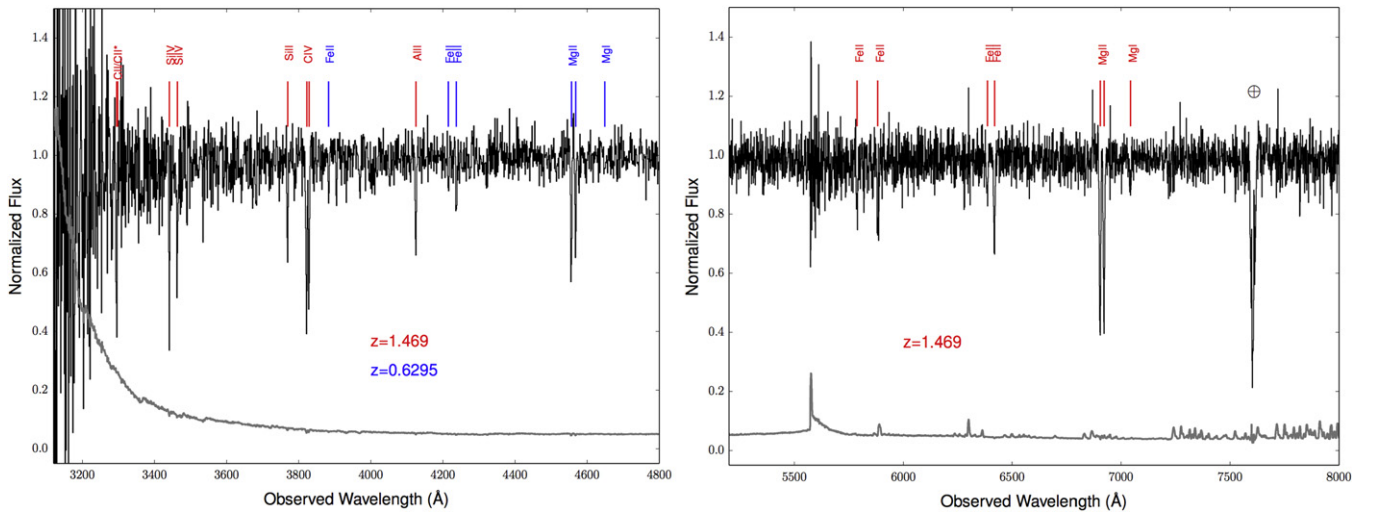 CII/CII*
SiIV
SiIV
SiII
CIV
FeII
AlII
FeII
FeII
MgII
MgI
1.4
1.2
1.0
0.8
0.6
0.4
0.2
0.0
Normalized Flux
z=1.469
z=0.6295
3200 3400 3600 3800 4000 4200 4400 4600 4800
Observed Wavelength (Å)
FeII
FeII
FeII
FeII
MgII
MgI
⊕
1.4
1.2
1.0
0.8
0.6
0.4
0.2
0.0
Normalized Flux
z=1.469
5500 6000 6500 7000 7500 8000
Observed Wavelength (Å)